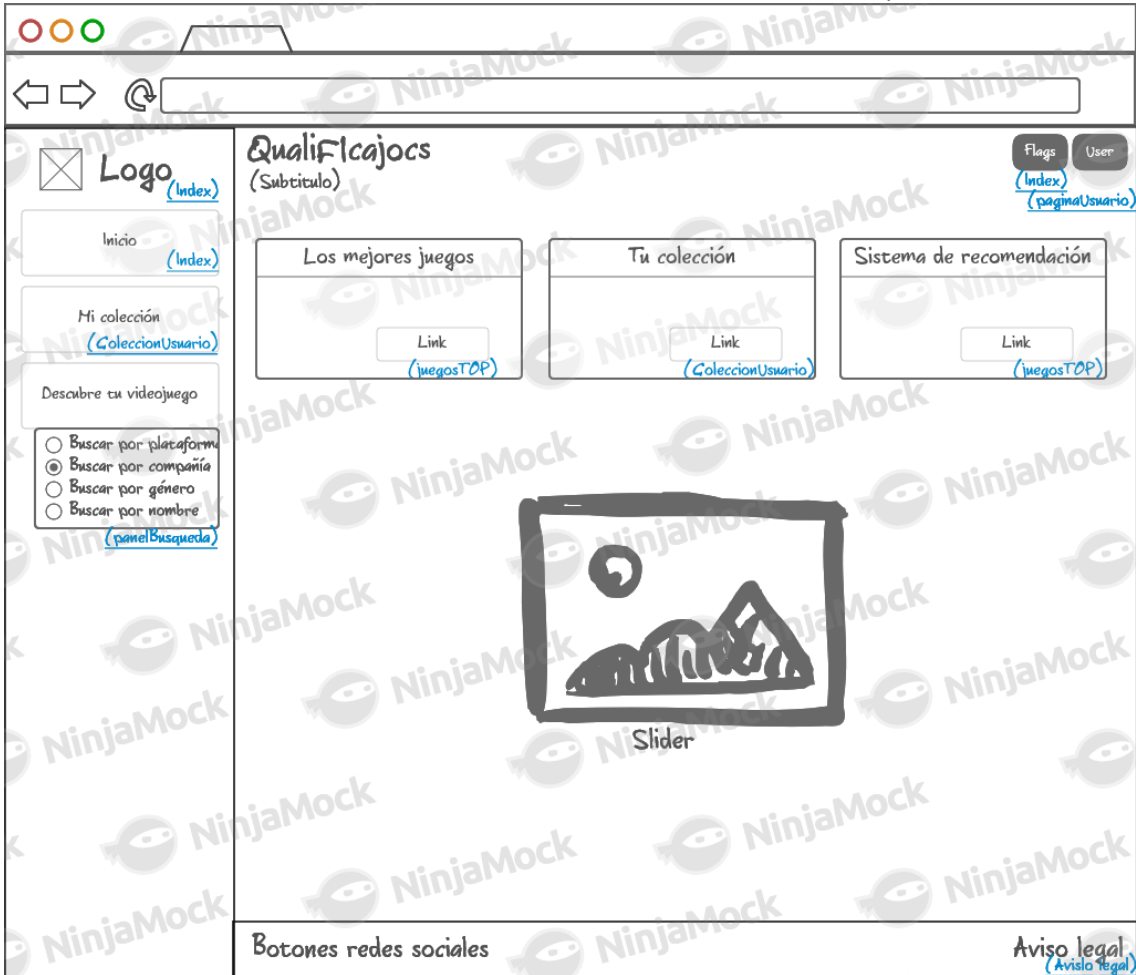 QualiFIcajocs
(Subtitulo)
Flags
User
(Index)
(paginaUsuario)
Logo
(Index)
Inicio
(Index)
Mi colección
(ColeccionUsuario)
Descubre tu videojuego
Buscar por plataforma
Buscar por compañía
Buscar por género
Buscar por nombre
(panelBusqueda)
Los mejores juegos
Link
(juegosTOP)
Tu colección
Link
(ColeccionUsuario)
Sistema de recomendación
Link
(juegosTOP)
Slider
Botones redes sociales
Aviso legal
(Avislo legal)
NinjaMock